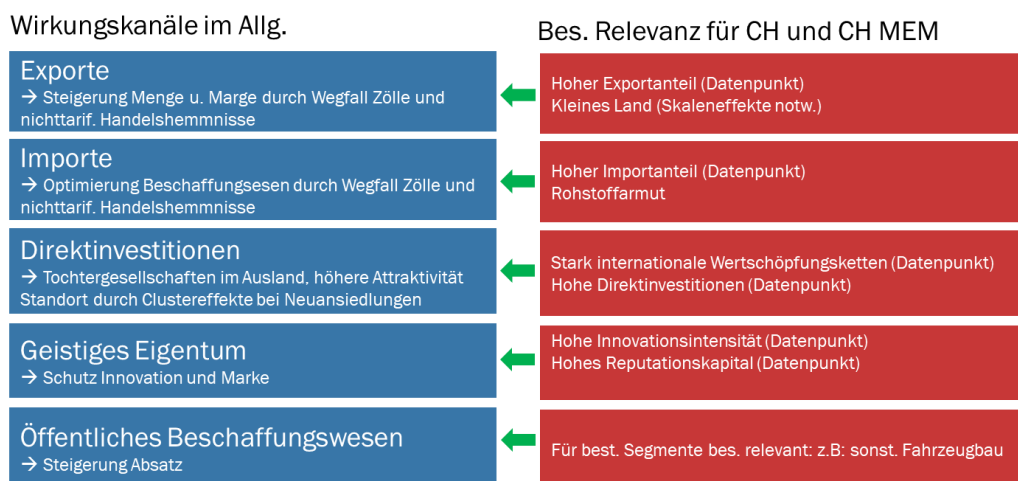 Wirkungskanäle im Allg.
Bes. Relevanz für CH und CH MEM
Exporte
→ Steigerung Menge u. Marge durch Wegfall Zölle und
nichttarif. Handelshemmnisse
Hoher Exportanteil (Datenpunkt)
Kleines Land (Skaleneffekte notw.)
Importe
→ Optimierung Beschaffungsesen durch Wegfall Zölle und
nichttarif. Handelshemmnisse
Hoher Importanteil (Datenpunkt)
Rohstoffarmut
Direktinvestitionen
→ Tochtergesellschaften im Ausland, höhere Attraktivität
Standort durch Clustereffekte bei Neuansiedlungen
Stark internationale Wertschöpfungsketten (Datenpunkt)
Hohe Direktinvestitionen (Datenpunkt)
Geistiges Eigentum
→ Schutz Innovation und Marke
Hohe Innovationsintensität (Datenpunkt)
Hohes Reputationskapital (Datenpunkt)
Öffentliches Beschaffungswesen
→ Steigerung Absatz
Für best. Segmente bes. relevant: z.B: sonst. Fahrzeugbau